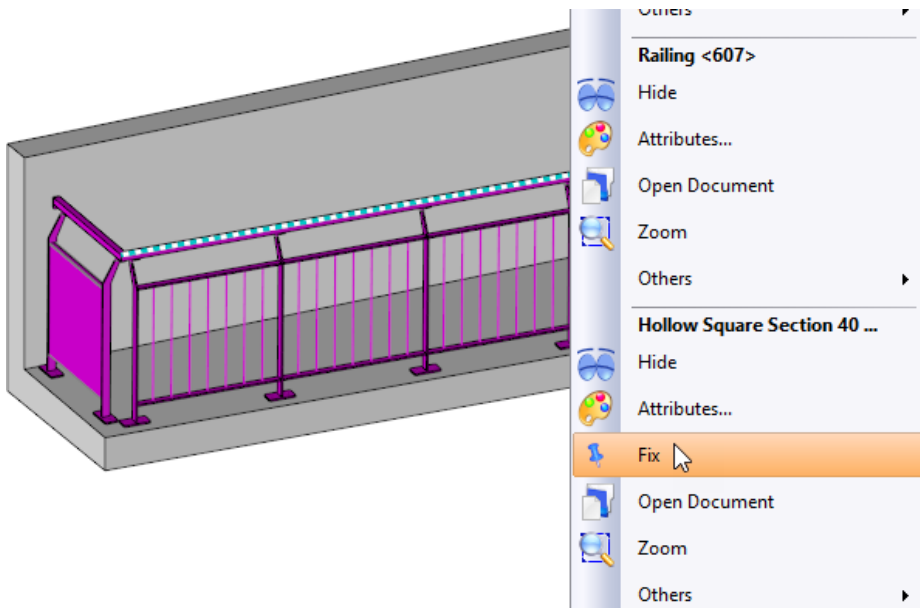 Others
Railing <607>
Hide
Attributes...
Open Document
Zoom
Others
Hollow Square Section 40 ...
Hide
Attributes...
Fix
Open Document
Zoom
Others